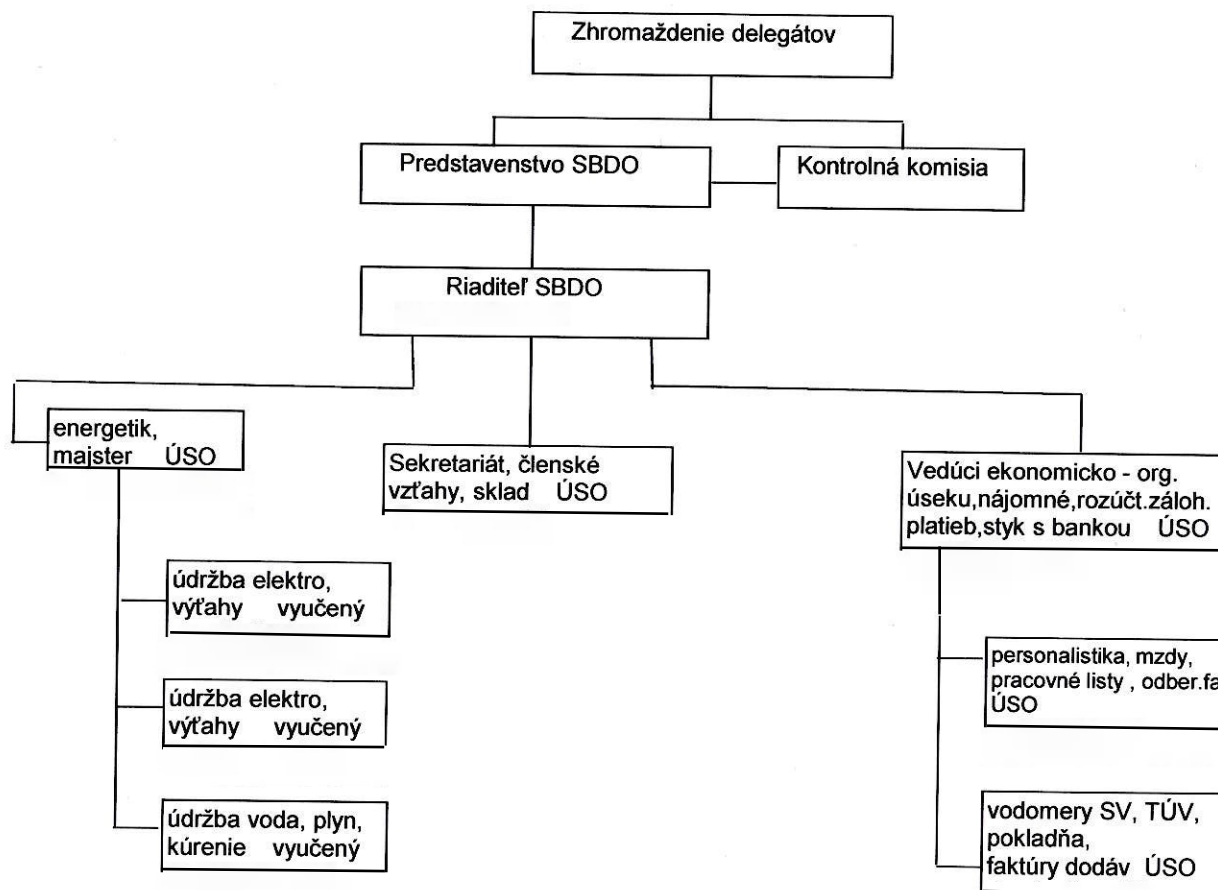 Zhromaždenie delegátov
Predstavenstvo SBDO
Kontrolná komisia
Riaditeľ SBDO
energetik,
majster ÚSO
Sekretariát, členské
vzťahy, sklad ÚSO
Vedúci ekonomicko - org.
úseku,nájomné,rozúčt.záloh.
platieb,styk s bankou ÚSO
údržba elektro,
výťahy vyučený
údržba elektro,
výťahy vyučený
údržba voda, plyn,
kúrenie vyučený
personalistika, mzdy,
pracovné listy , odber.fa
ÚSO
vodomery SV, TÚV,
pokladňa,
faktúry dodáv ÚSO